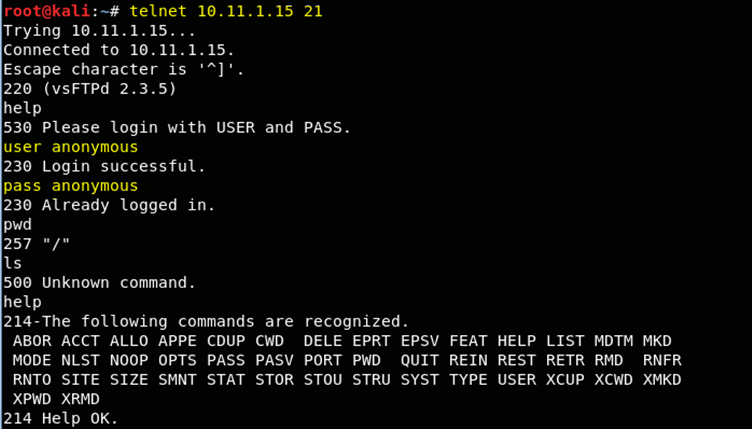 root@kali:~# telnet 10.11.1.15 21
Trying 10.11.1.15...
Connected to 10.11.1.15.
Escape character is '^]'.
220 (vsFTPd 2.3.5)
help
530 Please login with USER and PASS.
user anonymous
230 Login successful.
pass anonymous
230 Already logged in.
pwd
257 "/"
ls
500 Unknown command.
help
214-The following commands are recognized.
 ABOR ACCT ALLO APPE CDUP CWD  DELE EPRT EPSV FEAT HELP LIST MDTM MKD
 MODE NLST NOOP OPTS PASS PASV PORT PWD  QUIT REIN REST RETR RMD  RNFR
 RNTO SITE SIZE SMNT STAT STOR STOU STRU SYST TYPE USER XCUP XCWD XMKD
 XPWD XRMD
214 Help OK.